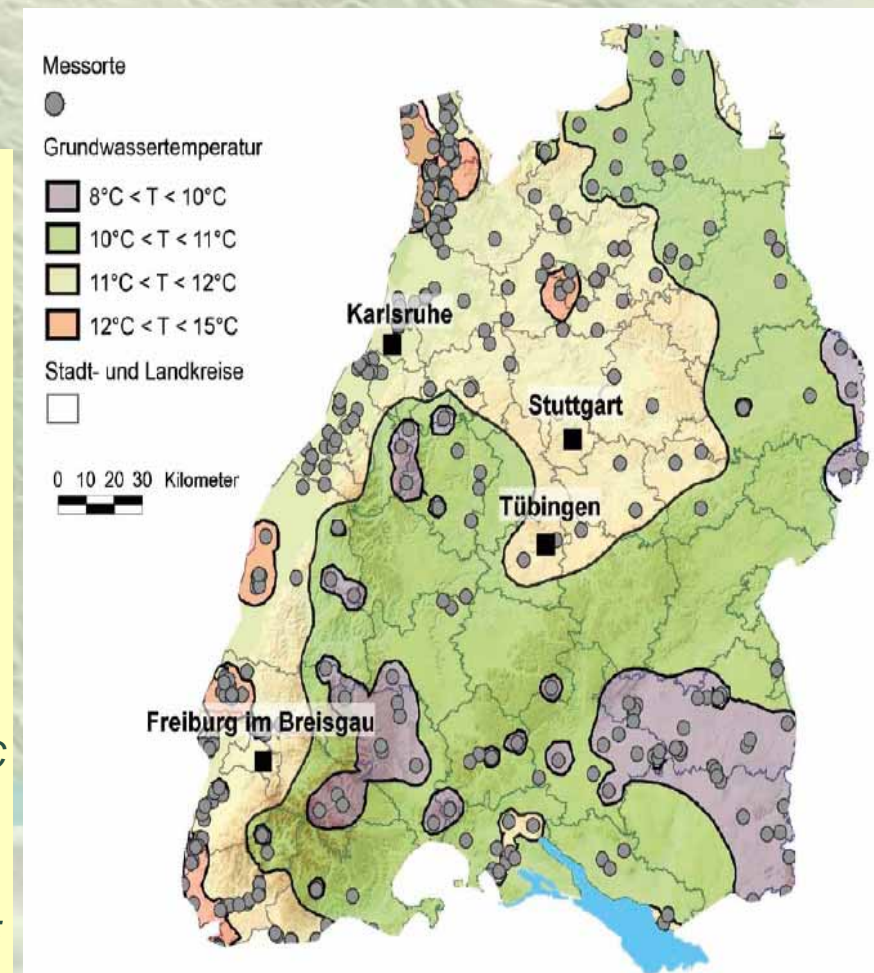 Messorte
Grundwassertemperatur
8°C < T < 10°C
10°C < T < 11°C
11°C < T < 12°C
12°C < T < 15°C
Stadt- und Landkreise
0 10 20 30 Kilometer
Karlsruhe
Stuttgart
Tübingen
Freiburg im Breisgau
C
-